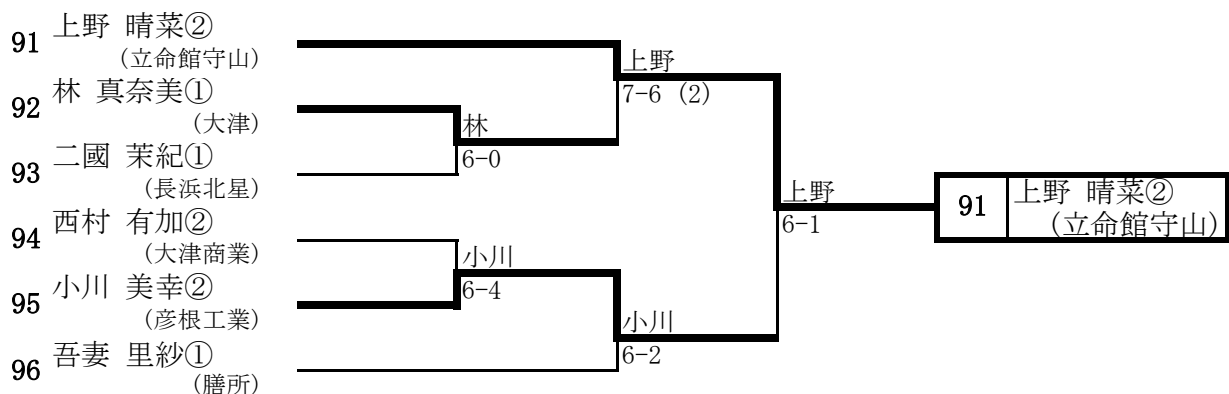 91 上野 晴菜②
(立命館守山)
92 林 真奈美①
(大津)
93 二國 茉紀①
(長浜北星)
94 西村 有加②
(大津商業)
95 小川 美幸②
(彦根工業)
96 吾妻 里紗①
(膳所)
林
6-0
小川
6-4
上野
7-6 (2)
小川
6-2
上野
6-1
91 上野 晴菜②
(立命館守山)